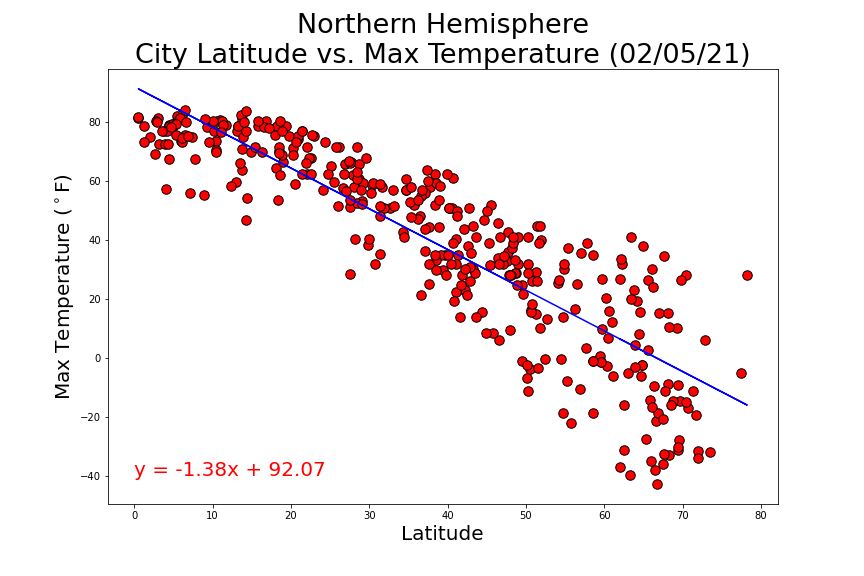 Northern Hemisphere
City Latitude vs. Max Temperature (02/05/21)
Max Temperature (°F)
80
60
40
20
0
−20
−40
y = -1.38x + 92.07
0 10 20 30 40 50 60 70 80
Latitude